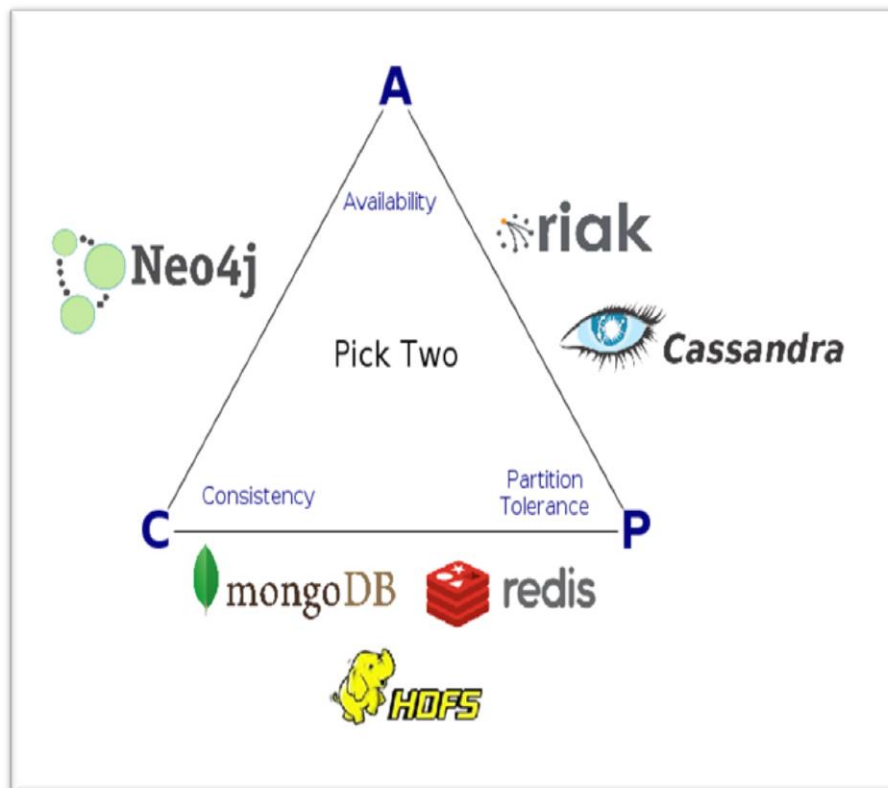 A
Availability
riak
Neo4j
Cassandra
Pick Two
Consistency
Partition
Tolerance
C
P
mongoDB
redis
HDFS